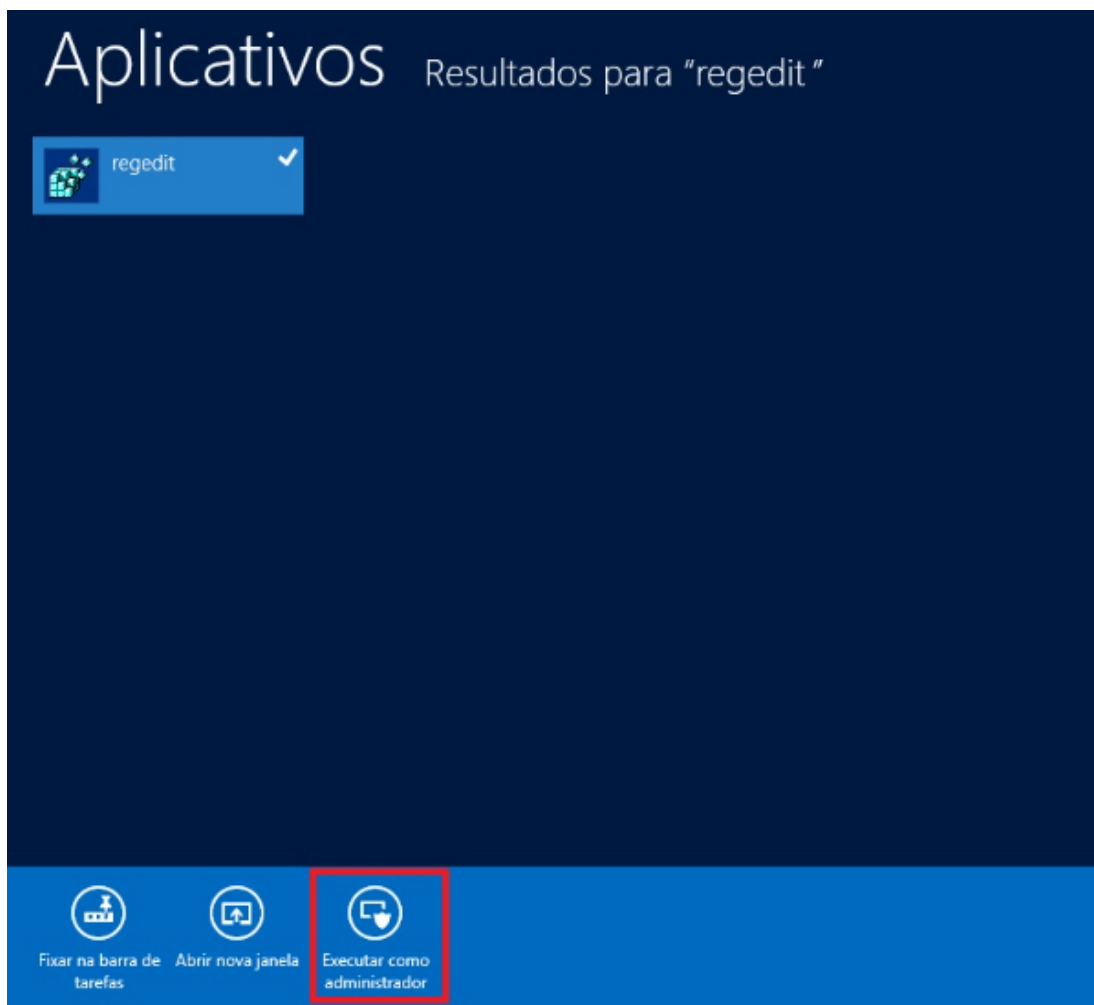 Aplicativos Resultados para "regedit"
regedit
Fixar na barra de
tarefas
Abrir nova janela
Executar como
administrador